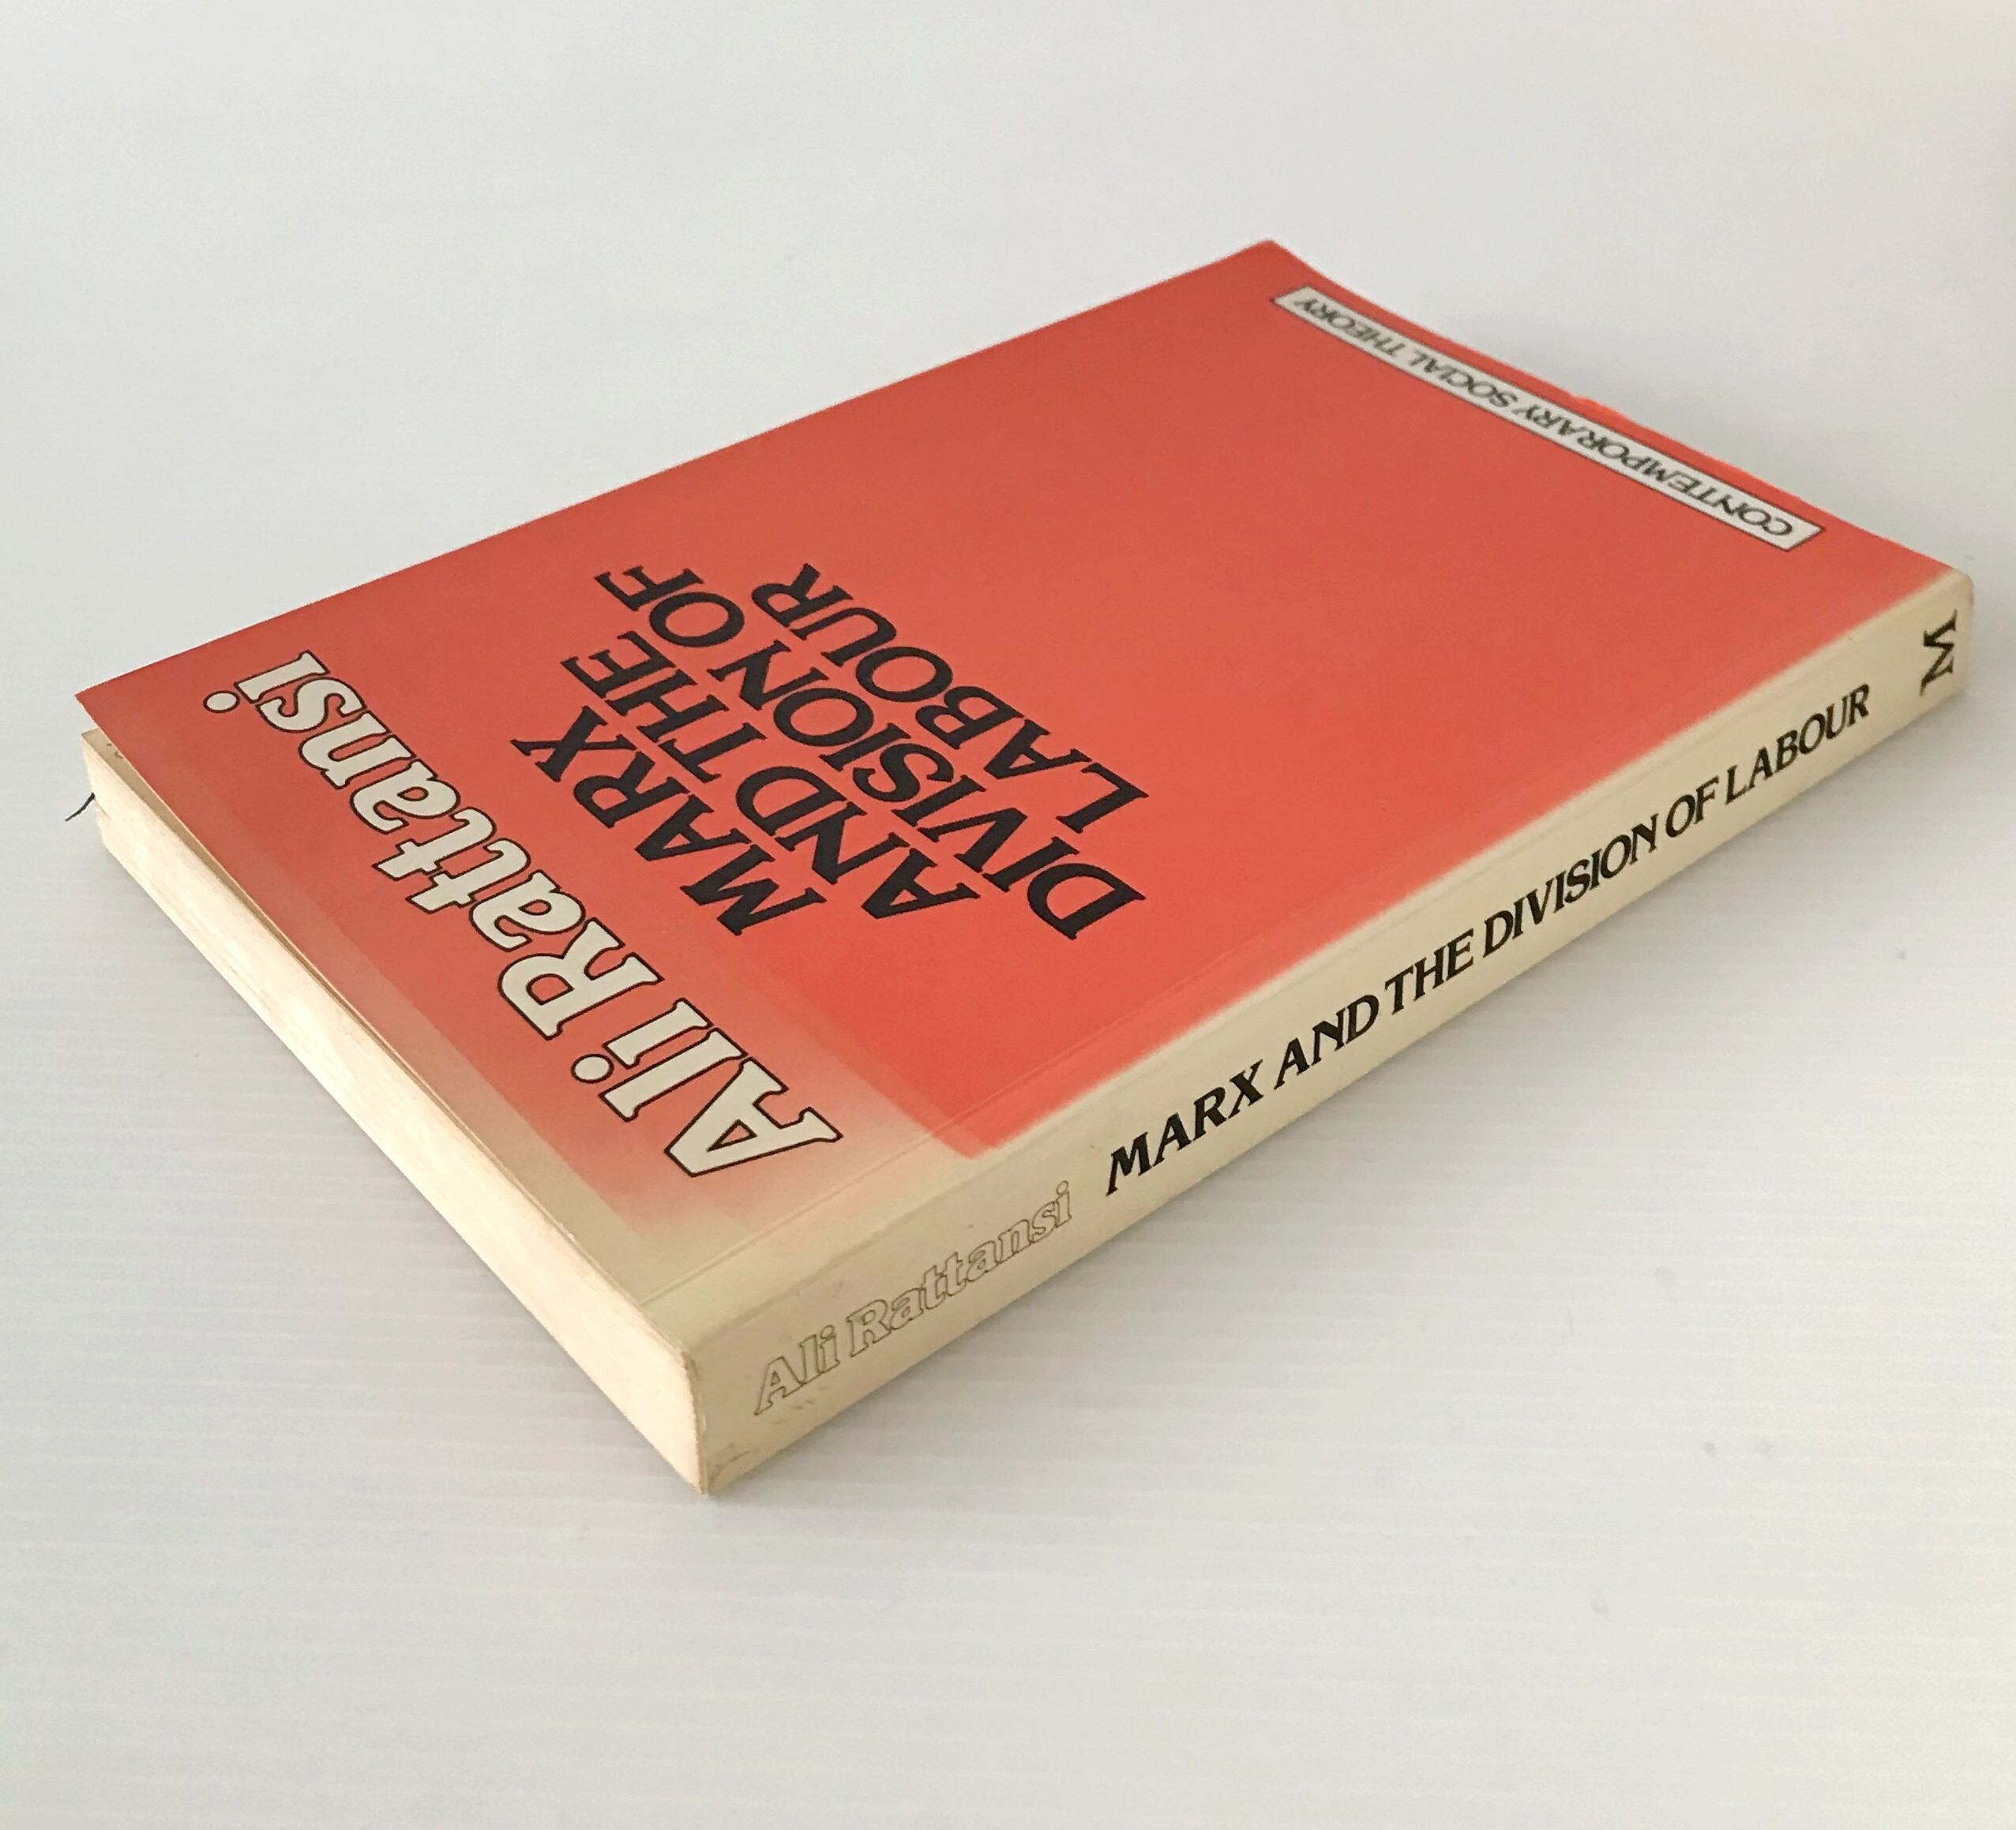 Ali Rattansi
MARX
AND THE
DIVISION OF
LABOUR
CONTEMPORARY SOCIAL THEORY
Ali Rattansi MARX AND THE DIVISION OF LABOUR M